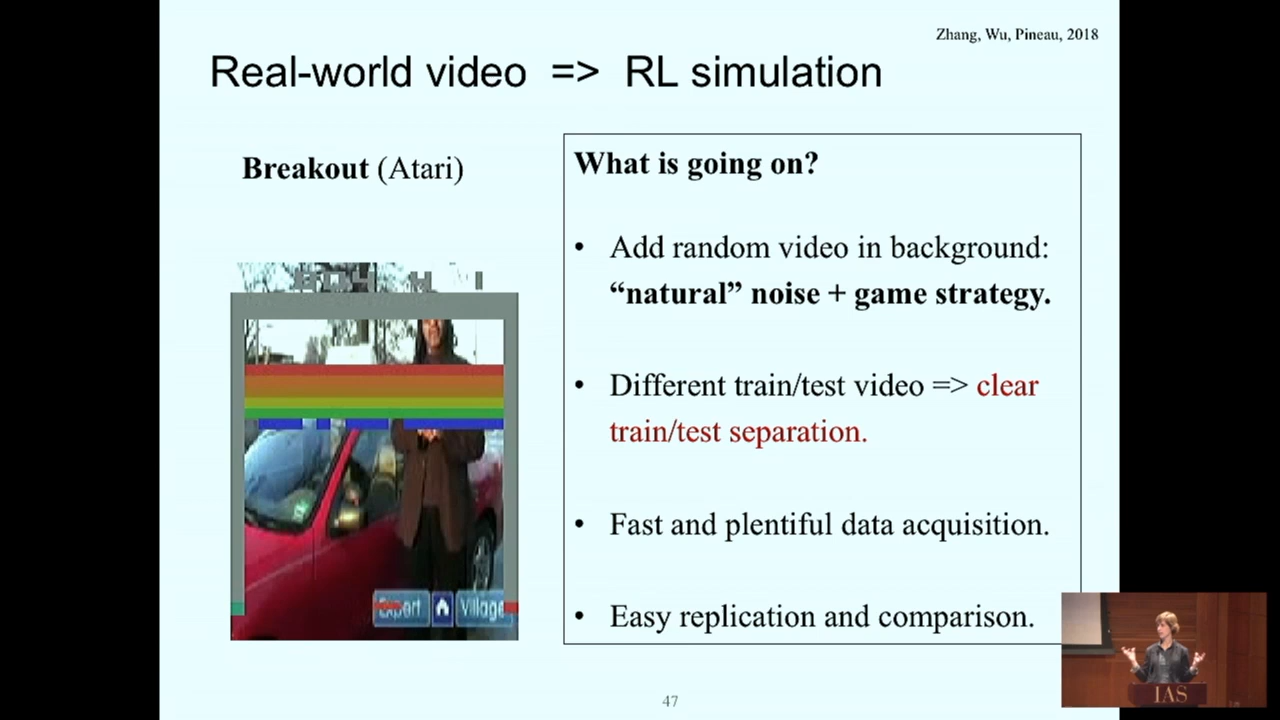 Zhang, Wu, Pineau, 2018
Real-world video => RL simulation
Breakout (Atari)
What is going on?
• Add random video in background:
“natural” noise + game strategy.
• Different train/test video => clear
train/test separation.
• Fast and plentiful data acquisition.
• Easy replication and comparison.
Expert
Village
IAS
47